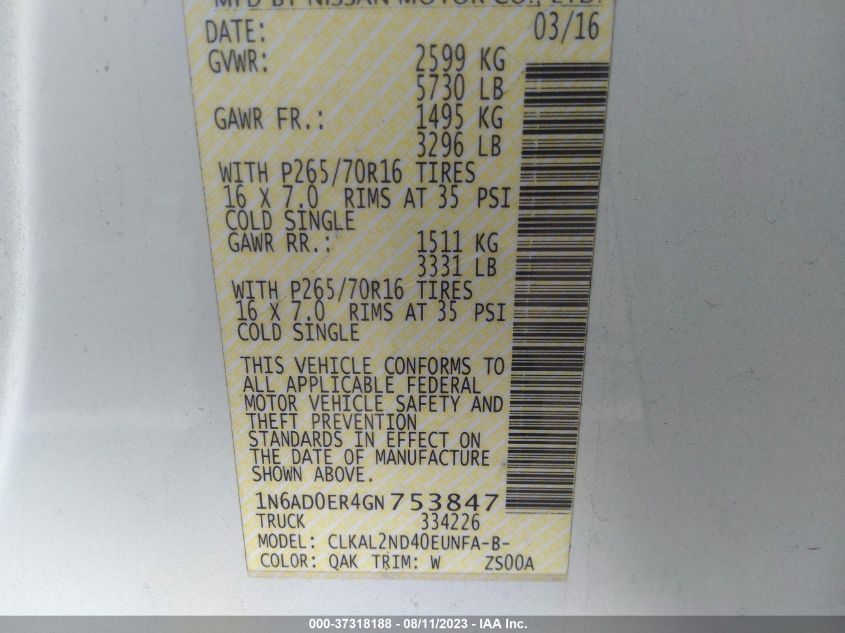 MFD BY NISSAN MOTOR CO., LTD.
DATE: 03/16
GVWR: 2599 KG
5730 LB
GAWR FR.: 1495 KG
3296 LB
WITH P265/70R16 TIRES
16 X 7.0 RIMS AT 35 PSI
COLD SINGLE
GAWR RR.: 1511 KG
3331 LB
WITH P265/70R16 TIRES
16 X 7.0 RIMS AT 35 PSI
COLD SINGLE
THIS VEHICLE CONFORMS TO
ALL APPLICABLE FEDERAL
MOTOR VEHICLE SAFETY AND
THEFT PREVENTION
STANDARDS IN EFFECT ON
THE DATE OF MANUFACTURE
SHOWN ABOVE.
1N6AD0ER4GN753847
TRUCK 334226
MODEL: CLKAL2ND40EUNFA-B-
COLOR: QAK TRIM: W ZS00A
000-37318188 - 08/11/2023 - IAA Inc.